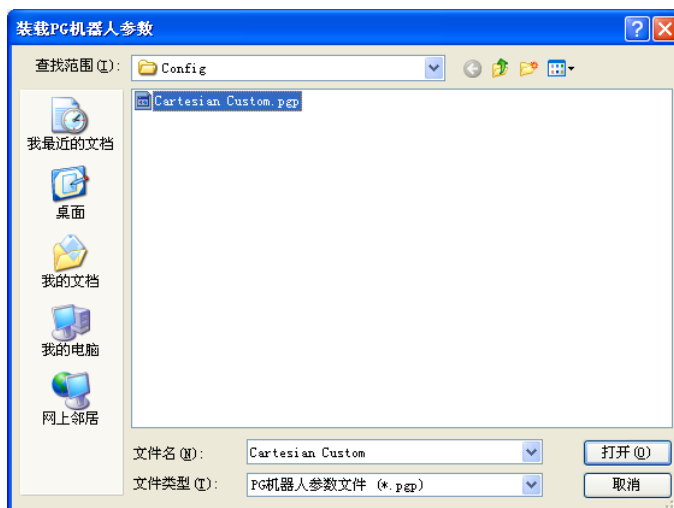 装载PG机器人参数
查找范围(I):
Config
Cartesian Custom.pgp
我最近的文档
桌面
我的文档
我的电脑
网上邻居
文件名(N):
Cartesian Custom
打开(O)
文件类型(T):
PG机器人参数文件 (*.pgp)
取消